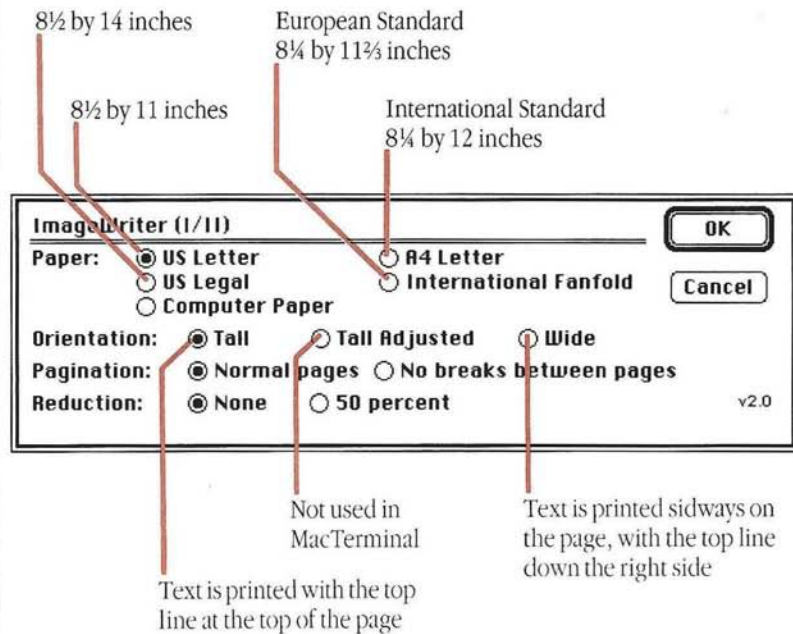 8½ by 14 inches
European Standard
8¼ by 11⅔ inches
8½ by 11 inches
International Standard
8¼ by 12 inches
ImageWriter (I/II)
OK
Paper: US Letter A4 Letter
US Legal International Fanfold
Cancel
Computer Paper
Orientation: Tall Tall Adjusted Wide
Pagination: Normal pages No breaks between pages
Reduction: None 50 percent v2.0
Not used in
MacTerminal
Text is printed sidways on
the page, with the top line
down the right side
Text is printed with the top
line at the top of the page